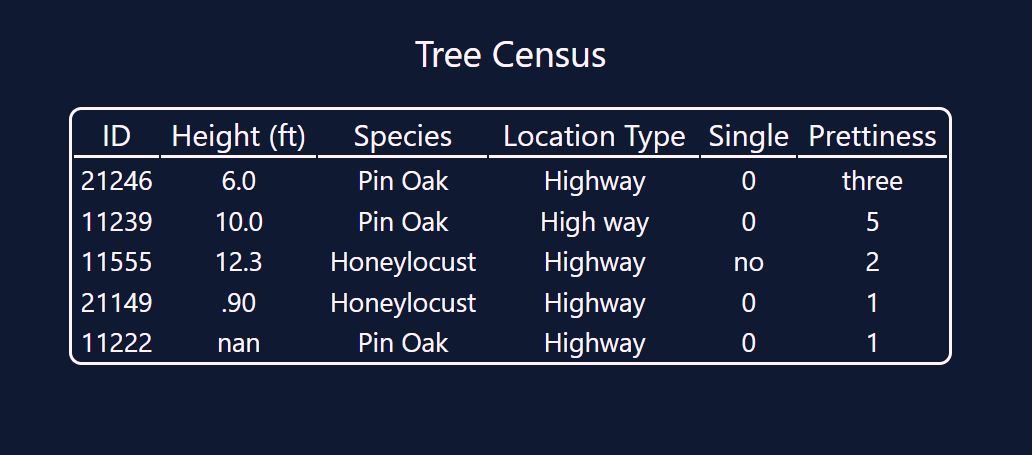 Tree Census
ID Height (ft) Species Location Type Single Prettiness
21246 6.0 Pin Oak Highway 0 three
11239 10.0 Pin Oak High way 0 5
11555 12.3 Honeylocust Highway no 2
21149 .90 Honeylocust Highway 0 1
11222 nan Pin Oak Highway 0 1